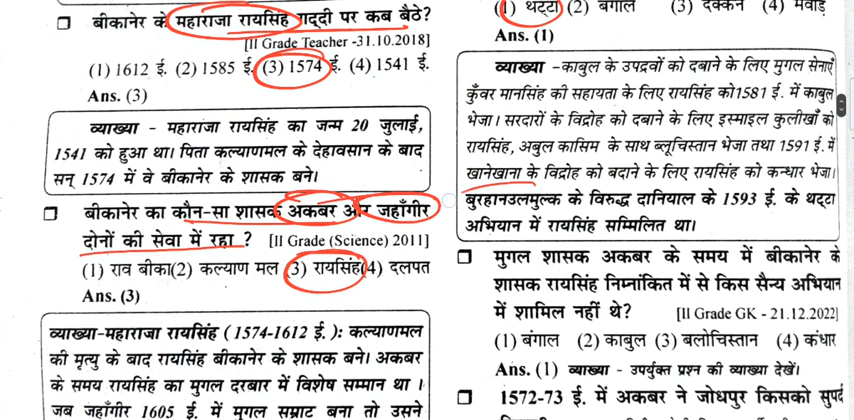 बीकानेर के महाराजा रायसिंह गद्दी पर कब बैठे?
[II Grade Teacher -31.10.2018]
(1) 1612 ई. (2) 1585 ई. (3) 1574 ई. (4) 1541 ई.
Ans. (3)
व्याख्या - महाराजा रायसिंह का जन्म 20 जुलाई,
1541 को हुआ था। पिता कल्याणमल के देहावसान के बाद
सन् 1574 में वे बीकानेर के शासक बने।
बीकानेर का कौन-सा शासक अकबर और जहाँगीर
दोनों की सेवा में रहा ? [II Grade (Science) 2011]
(1) राव बीका(2) कल्याण मल (3) रायसिंह(4) दलपत
Ans. (3)
व्याख्या-महाराजा रायसिंह (1574-1612 ई.): कल्याणमल
की मृत्यु के बाद रायसिंह बीकानेर के शासक बने। अकबर
के समय रायसिंह का मुगल दरबार में विशेष सम्मान था ।
जब जहाँगीर 1605 ई. में मुगल सम्राट बना तो उसने
(1) थट्टा (2) बंगाल (3) दक्कन (4) मेवाड़
Ans. (1)
व्याख्या -काबुल के उपद्रवों को दबाने के लिए मुगल सेनाएँ
कुँवर मानसिंह की सहायता के लिए रायसिंह को1581 ई. में काबुल
भेजा। सरदारों के विद्रोह को दबाने के लिए इस्माइल कुलीखाँ को
रायसिंह, अबुल कासिम के साथ ब्लूचिस्तान भेजा तथा 1591 ई. में
खानेखाना के विद्रोह को बदाने के लिए रायसिंह को कन्धार भेजा।
बुरहानउलमुल्क के विरुद्ध दानियाल के 1593 ई. के थट्टा
अभियान में रायसिंह सम्मिलित था।
मुगल शासक अकबर के समय में बीकानेर के
शासक रायसिंह निम्नांकित में से किस सैन्य अभियान
में शामिल नहीं थे? [II Grade GK - 21.12.2022]
(1) बंगाल (2) काबुल (3) बलोचिस्तान (4) कंधार
Ans. (1) व्याख्या - उपर्युक्त प्रश्न की व्याख्या देखें।
1572-73 ई. में अकबर ने जोधपुर किसको सुपुर्द